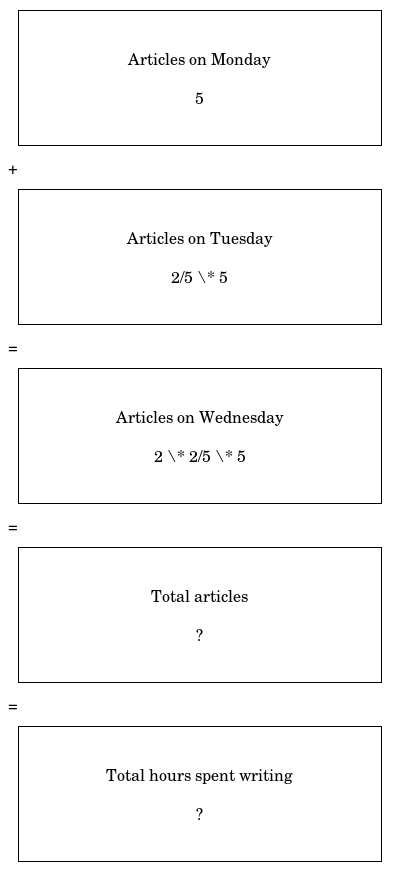 Articles on Monday
5
+
Articles on Tuesday
2/5 \* 5
=
Articles on Wednesday
2 \* 2/5 \* 5
=
Total articles
?
=
Total hours spent writing
?